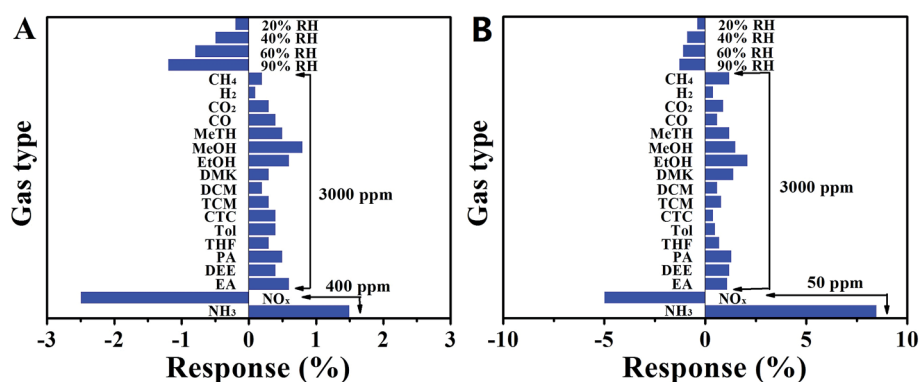 A
20% RH
40% RH
60% RH
90% RH
CH₄
H₂
CO₂
CO
MeTH
MeOH
EtOH
DMK
DCM
TCM
CTC
Tol
THF
PA
DEE
EA
NOₓ
NH₃
3000 ppm
400 ppm
Gas type
-3 -2 -1 0 1 2 3
Response (%)
B
20% RH
40% RH
60% RH
90% RH
CH₄
H₂
CO₂
CO
MeTH
MeOH
EtOH
DMK
DCM
TCM
CTC
Tol
THF
PA
DEE
EA
NOₓ
NH₃
3000 ppm
50 ppm
Gas type
-10 -5 0 5 10
Response (%)